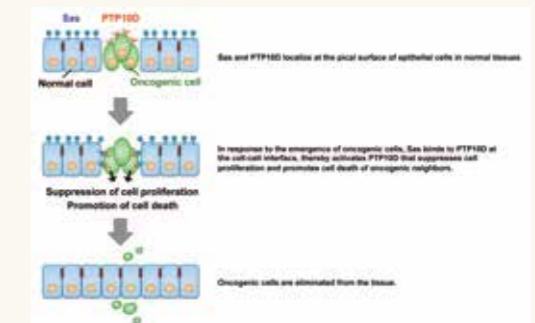 Sas PTP10D
Sas and PTP10D localize at the pical surface of epithelial cells in normal tissues
Normal cell Oncogenic cell
In response to the emergence of oncogenic cells, Sas binds to PTP10D at
the cell-cell interface, thereby activates PTP10D that suppresses cell
proliferation and promotes cell death of oncogenic neighbors.
Suppression of cell proliferation
Promotion of cell death
Oncogenic cells are eliminated from the tissue.